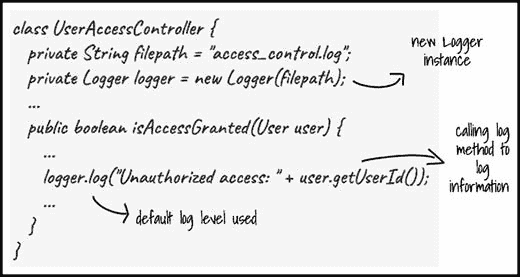 class UserAccessController {
private String filepath = "access_control.log";
private Logger logger = new Logger(filepath);
...
public boolean isAccessGranted(User user) {
...
logger.log("Unauthorized access: " + user.getUserId());
...
}
}
new Logger
instance
calling log
method to
log
information
default log level used